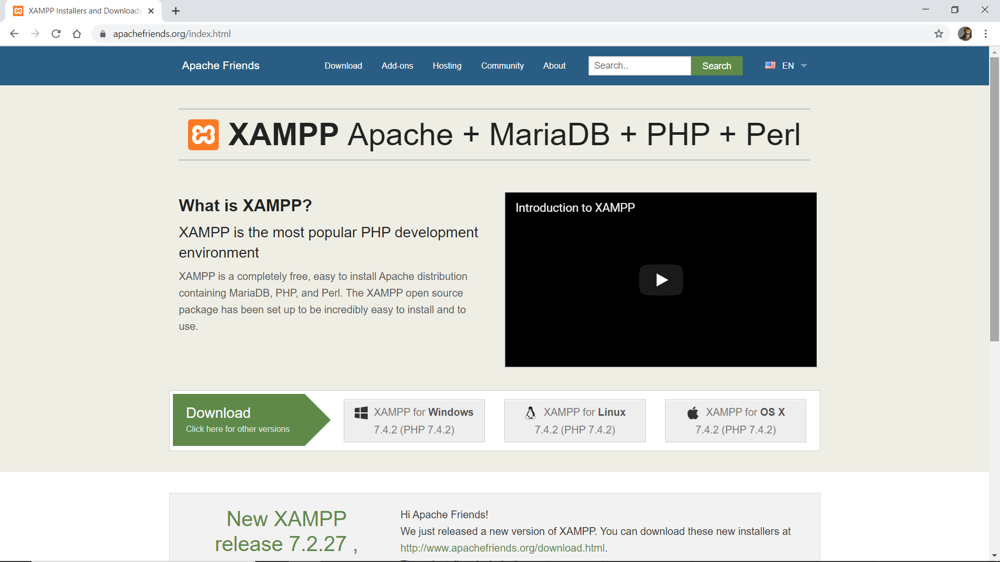 XAMPP Installers and Downloads
apachefriends.org/index.html
Apache Friends
Download
Add-ons
Hosting
Community
About
Search..
Search
EN
XAMPP Apache + MariaDB + PHP + Perl
What is XAMPP?
XAMPP is the most popular PHP development
environment
XAMPP is a completely free, easy to install Apache distribution
containing MariaDB, PHP, and Perl. The XAMPP open source
package has been set up to be incredibly easy to install and to
use.
Introduction to XAMPP
Download
Click here for other versions
XAMPP for Windows
7.4.2 (PHP 7.4.2)
XAMPP for Linux
7.4.2 (PHP 7.4.2)
XAMPP for OS X
7.4.2 (PHP 7.4.2)
New XAMPP
release 7.2.27 ,
Hi Apache Friends!
We just released a new version of XAMPP. You can download these new installers at
http://www.apachefriends.org/download.html.